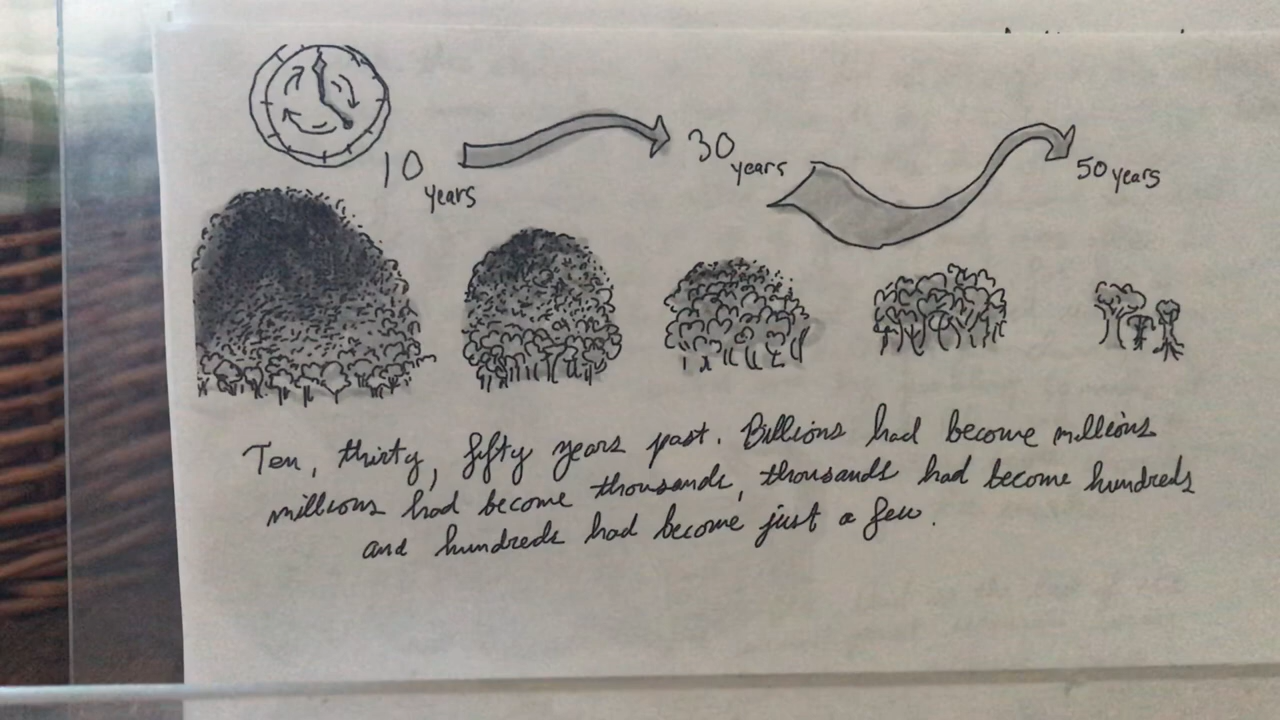 10 years
30 years
50 years
Ten, thirty, fifty years past. Billions had become millions
millions had become thousands, thousands had become hundreds
and hundreds had become just a few.